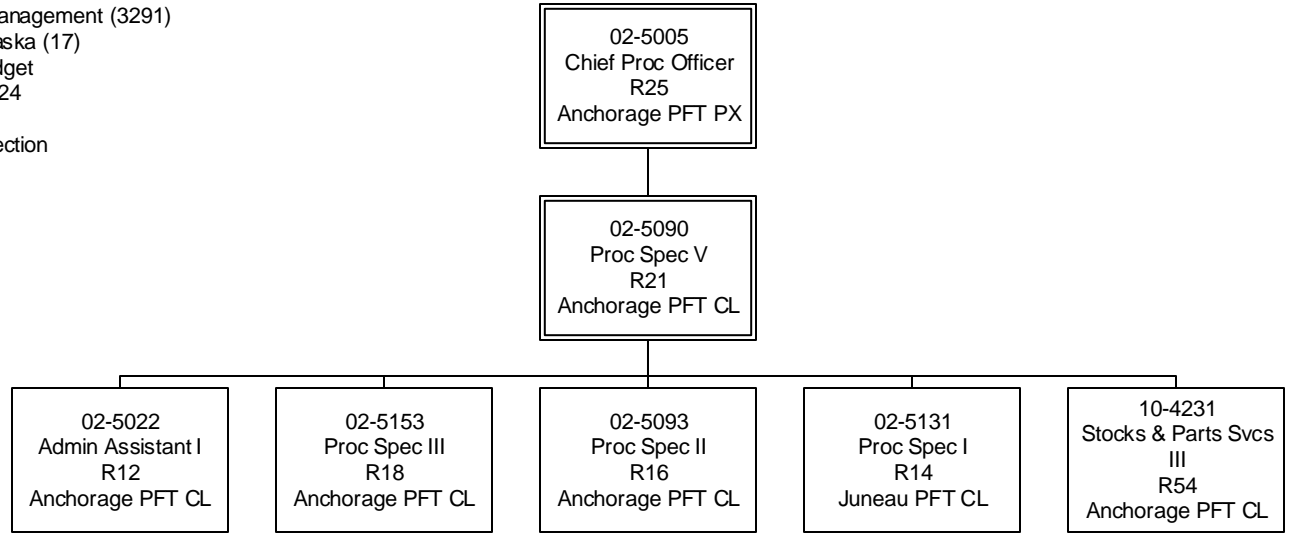 anagement (3291)
aska (17)
dget
24
ection
02-5005
Chief Proc Officer
R25
Anchorage PFT PX
02-5090
Proc Spec V
R21
Anchorage PFT CL
02-5022
Admin Assistant I
R12
Anchorage PFT CL
02-5153
Proc Spec III
R18
Anchorage PFT CL
02-5093
Proc Spec II
R16
Anchorage PFT CL
02-5131
Proc Spec I
R14
Juneau PFT CL
10-4231
Stocks & Parts Svcs
III
R54
Anchorage PFT CL